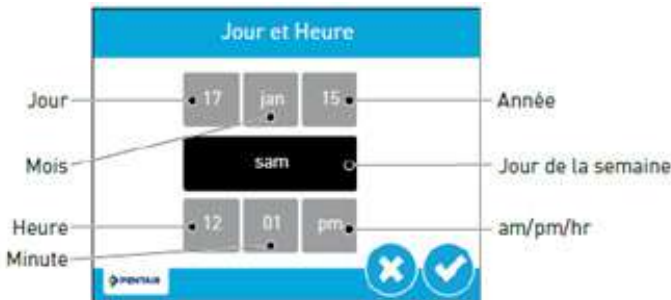 Jour et Heure
Jour 17 jan 15 Année
Mois sam Jour de la semaine
Heure 12 01 pm am/pm/hr
Minute
PENTAIR